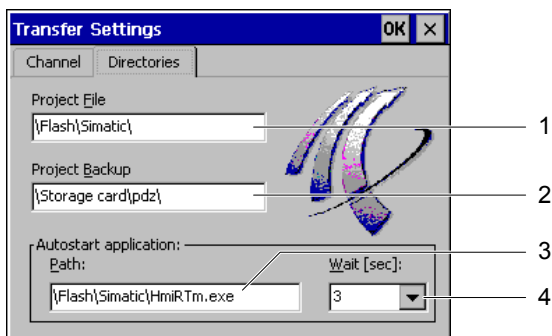 Transfer Settings OK ×
Channel Directories
Project File
\Flash\Simatic\ 1
Project Backup
\Storage card\pdz\ 2
Autostart application: 3
Path: Wait [sec]:
\Flash\Simatic\HmiRTm.exe 3 4